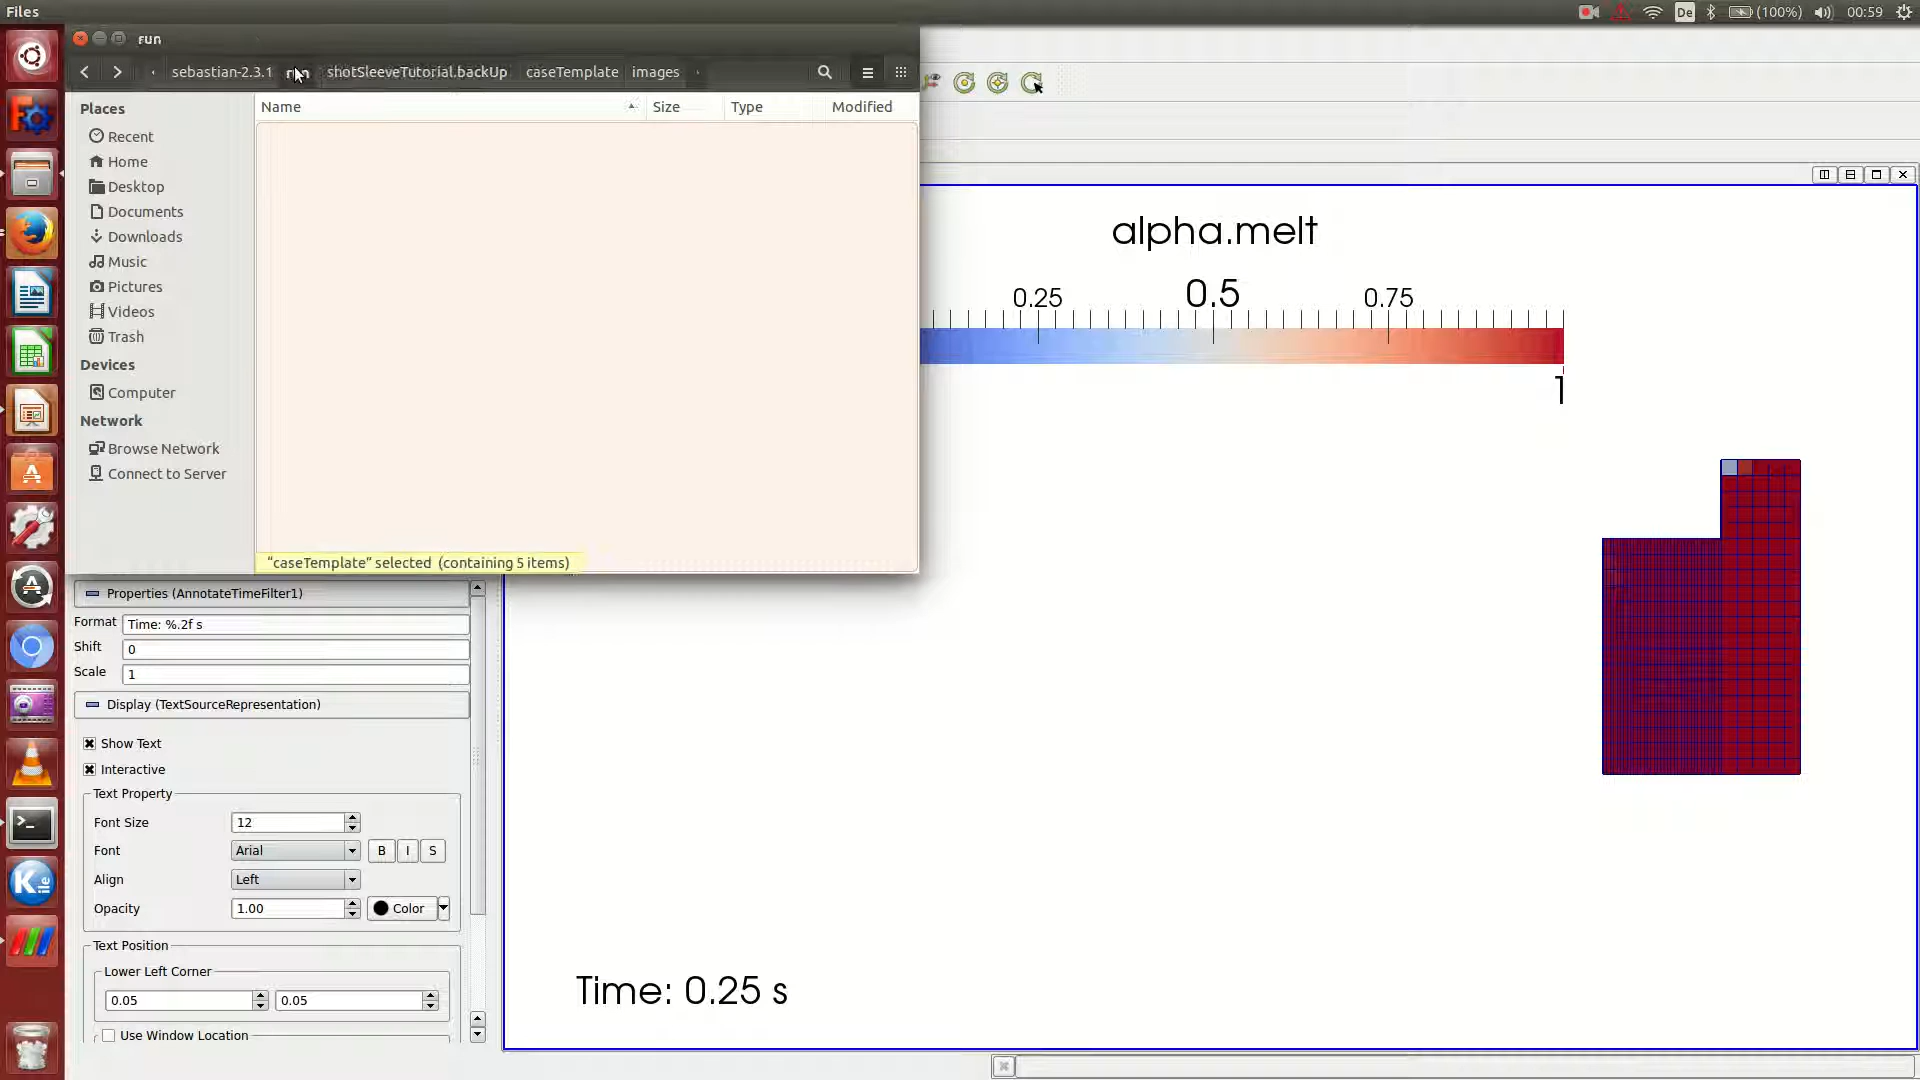 Files
De
(100%)
00:59
run
sebastian-2.3.1
run
shotSleeveTutorial.backUp
caseTemplate
images
Places
Recent
Home
Desktop
Documents
Downloads
Music
Pictures
Videos
Trash
Devices
Computer
Network
Browse Network
Connect to Server
Name
Size
Type
Modified
“caseTemplate” selected (containing 5 items)
alpha.melt
0.25
0.5
0.75
1
Properties (AnnotateTimeFilter1)
Format
Time: %.2f s
Shift
0
Scale
1
Display (TextSourceRepresentation)
Show Text
Interactive
Text Property
Font Size
12
Font
Arial
B
I
S
Align
Left
Opacity
1.00
Color
Text Position
Lower Left Corner
0.05
0.05
Use Window Location
Time: 0.25 s